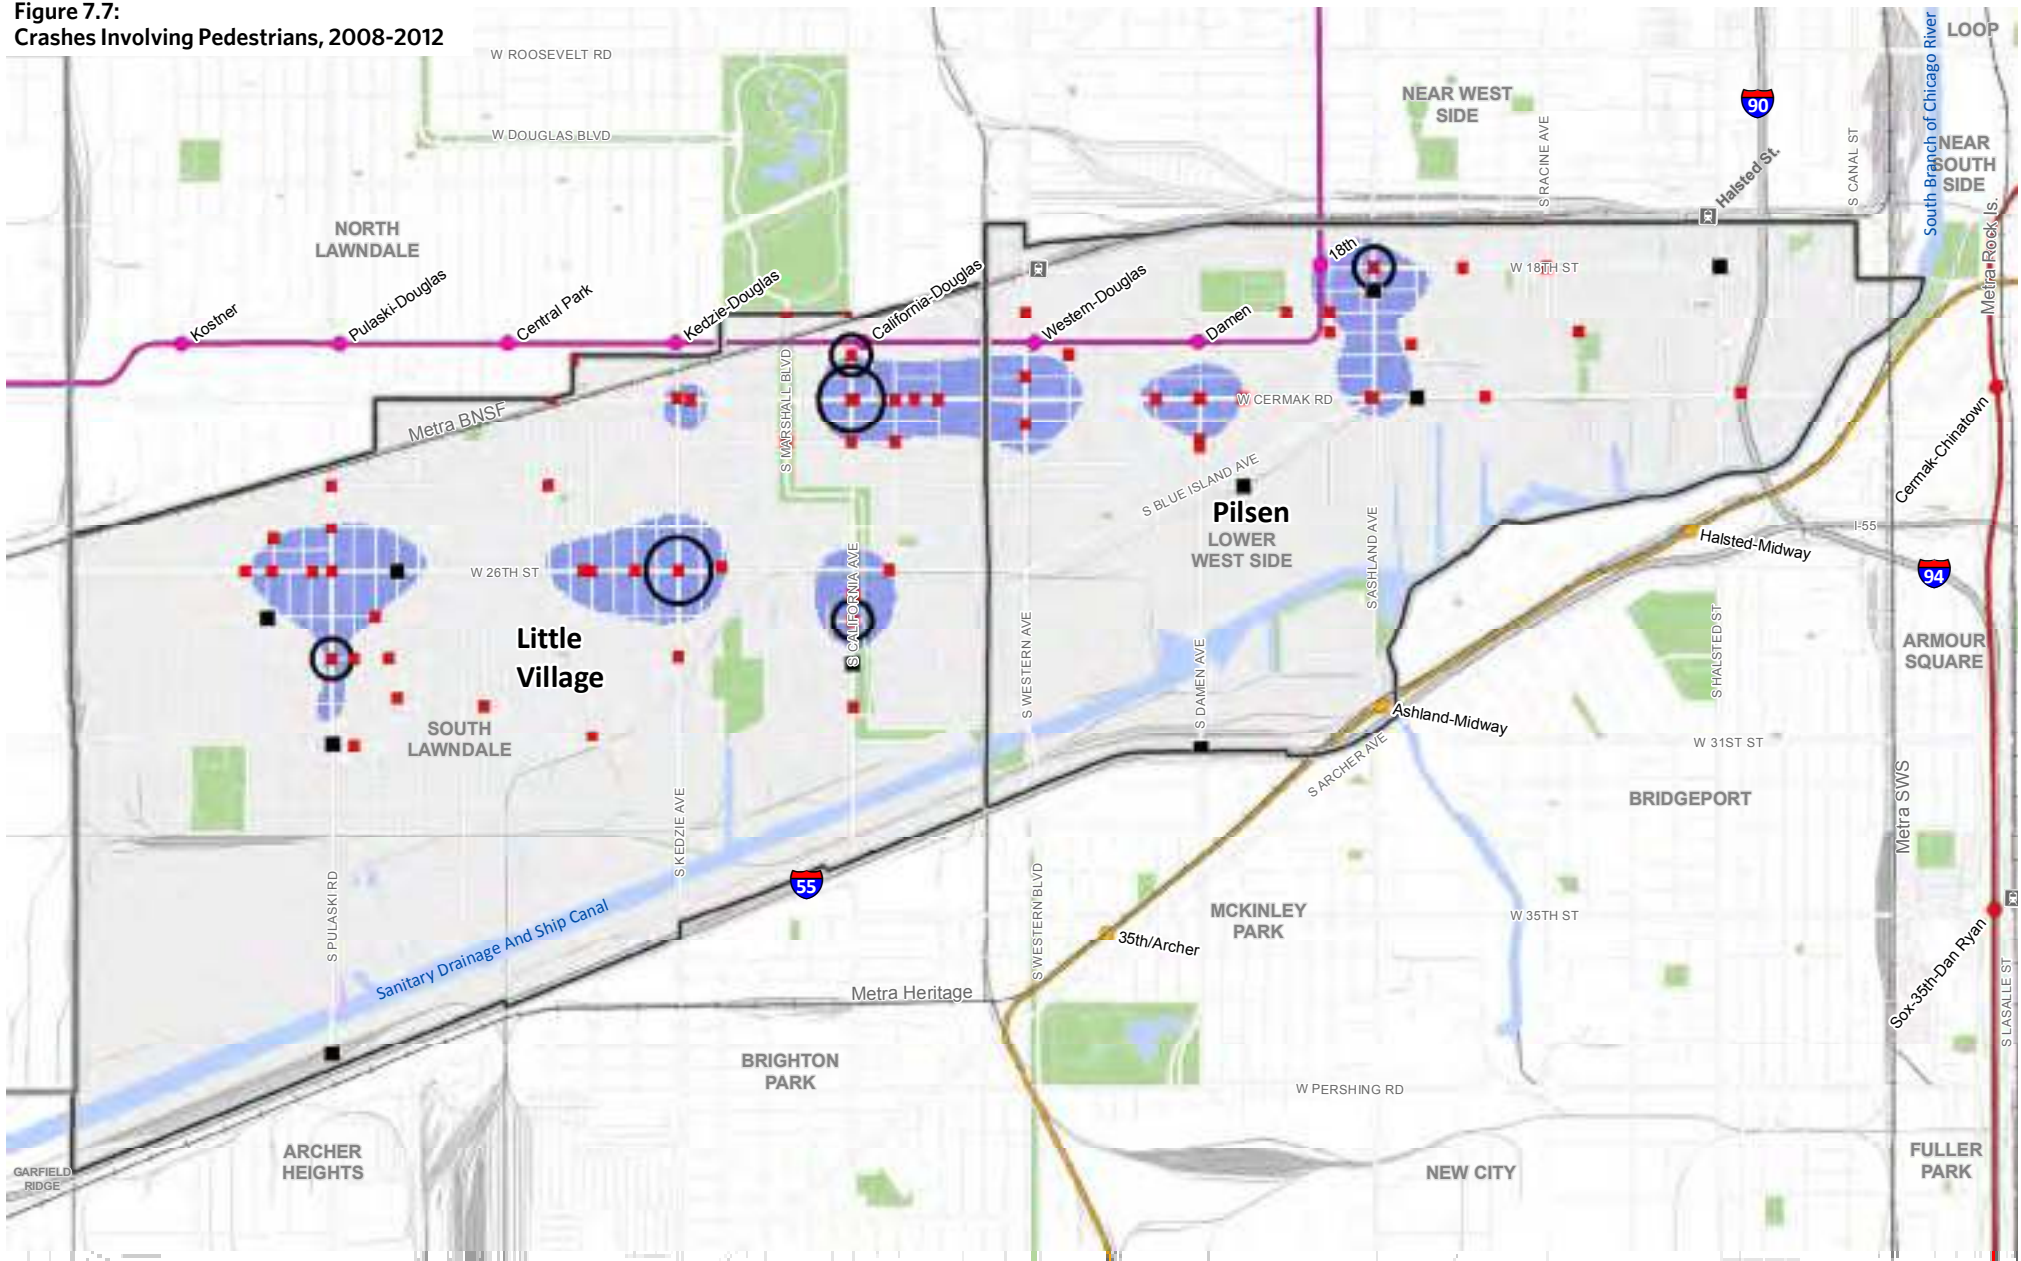 Figure 7.7:
Crashes Involving Pedestrians, 2008-2012
W ROOSEVELT RD
LOOP
South Branch of Chicago River
NEAR WEST
SIDE
90
W DOUGLAS BLVD
S RACINE AVE
S CANAL ST
NEAR
SOUTH
SIDE
Halsted St.
NORTH
LAWNDALE
Metra Rock Is.
18th
W 18TH ST
Kostner
Pulaski-Douglas
Central Park
Kedzie-Douglas
California-Douglas
Western-Douglas
Damen
S MARSHALL BLVD
Metra BNSF
W CERMAK RD
Cermak-Chinatown
S BLUE ISLAND AVE
Pilsen
LOWER
WEST SIDE
S ASHLAND AVE
I-55
Halsted-Midway
94
W 26TH ST
S CALIFORNIA AVE
Little
Village
S WESTERN AVE
S DAMEN AVE
S HALSTED ST
ARMOUR
SQUARE
SOUTH
LAWNDALE
Ashland-Midway
W 31ST ST
S ARCHER AVE
BRIDGEPORT
Metra SWS
S KEDZIE AVE
55
S PULASKI RD
S WESTERN BLVD
MCKINLEY
PARK
W 35TH ST
35th/Archer
Sanitary Drainage And Ship Canal
Metra Heritage
Sox-35th-Dan Ryan
S LASALLE ST
BRIGHTON
PARK
W PERSHING RD
ARCHER
HEIGHTS
GARFIELD
RIDGE
NEW CITY
FULLER
PARK